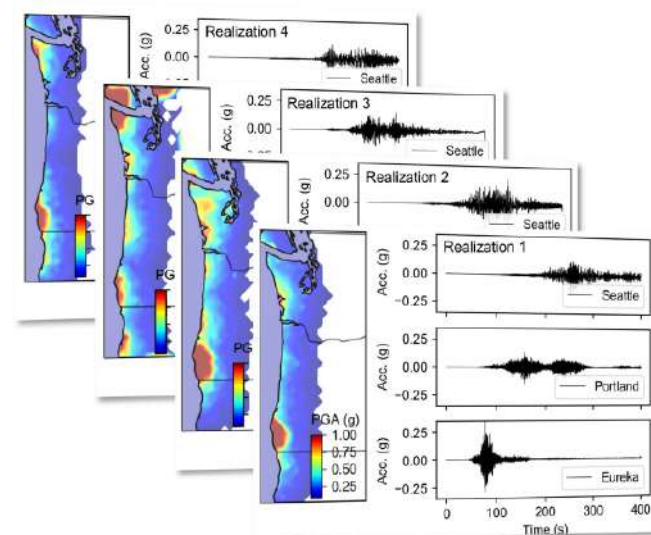 Realization 4
Acc. (g)
0.25
0.00
Seattle
PG
Realization 3
Acc. (g)
0.25
0.00
Seattle
PG
Realization 2
Acc. (g)
0.25
0.00
Seattle
PG
Realization 1
Acc. (g)
0.25
0.00
−0.25
Seattle
Acc. (g)
0.25
0.00
−0.25
Portland
Acc. (g)
0.25
0.00
−0.25
Eureka
0
100
200
300
400
Time (s)
PGA (g)
1.00
0.75
0.50
0.25